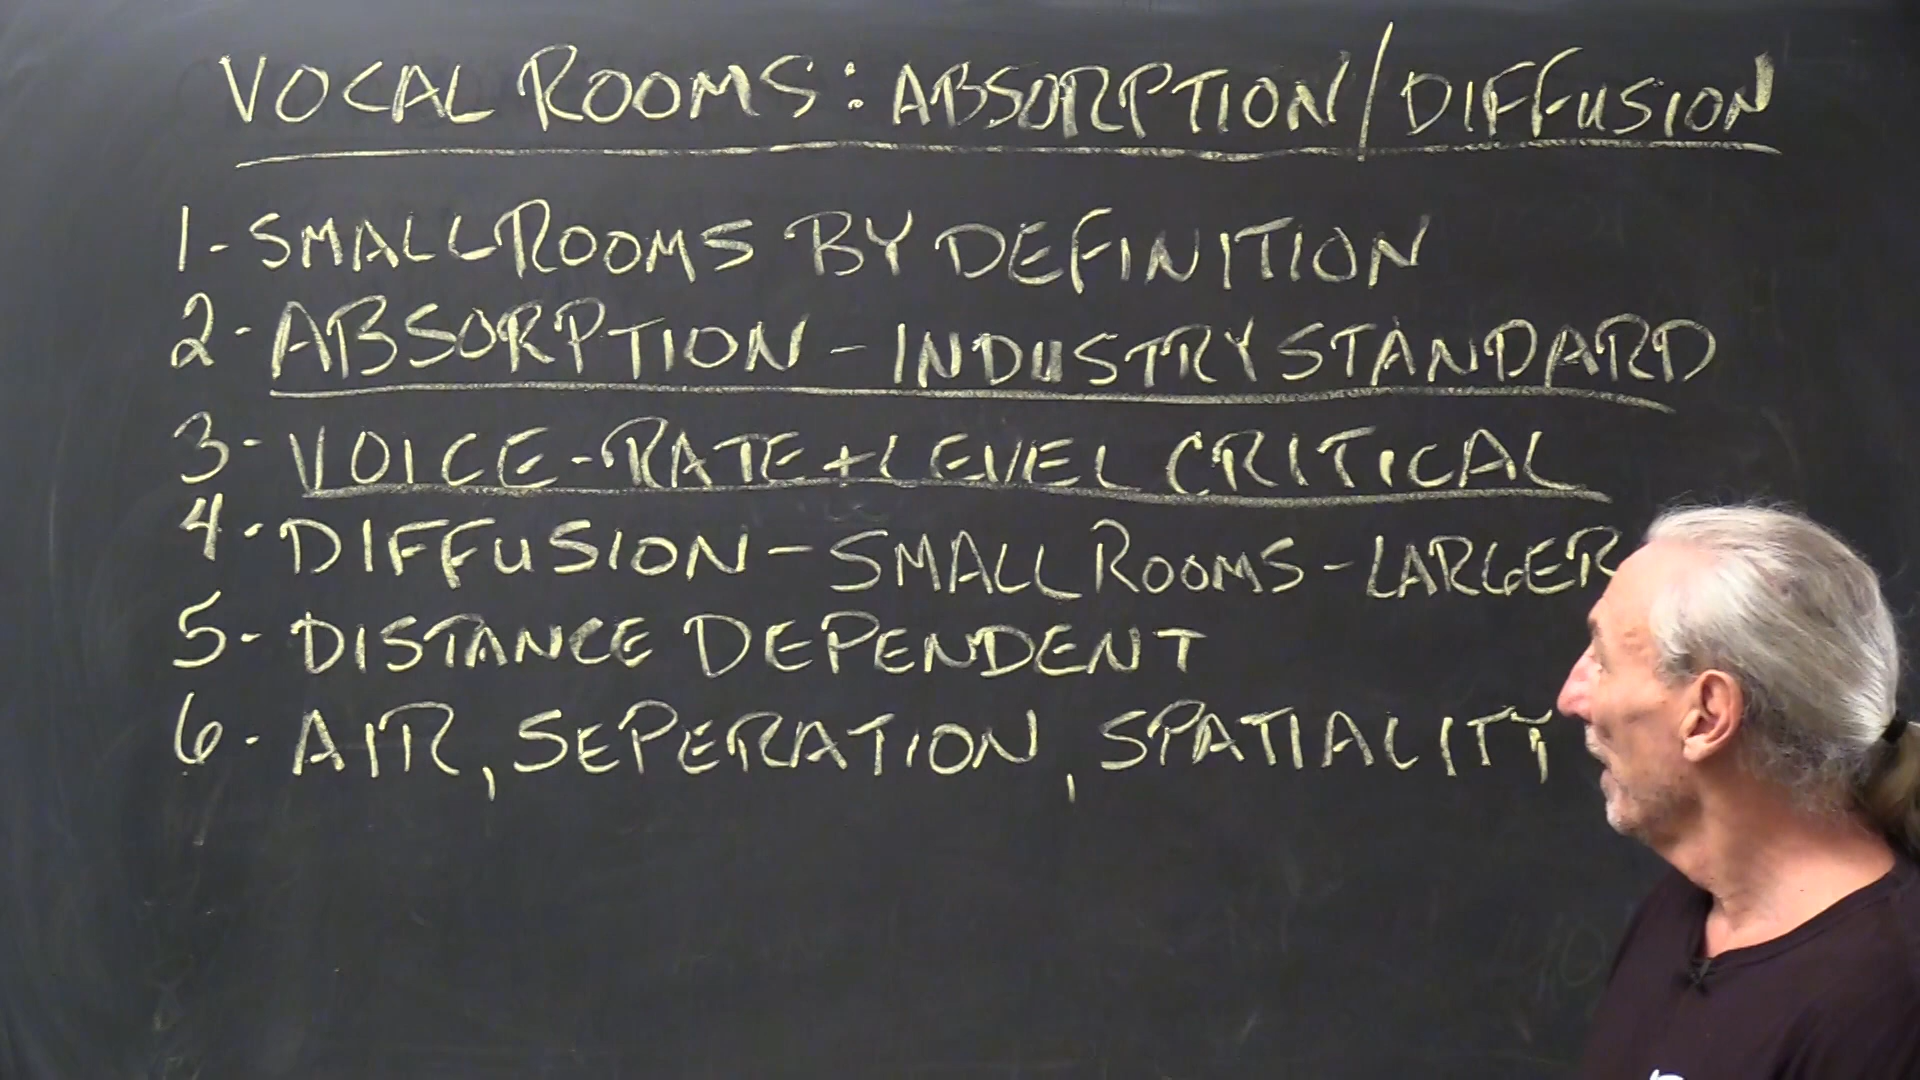 VOCAL ROOMS: ABSORPTION/DIFFUSION
1- SMALL ROOMS BY DEFINITION
2- ABSORPTION - INDUSTRY STANDARD
3- VOICE - RATE + LEVEL CRITICAL
4- DIFFUSION - SMALL ROOMS - LARGER
5- DISTANCE DEPENDENT
6- AIR, SEPERATION, SPATIALITY